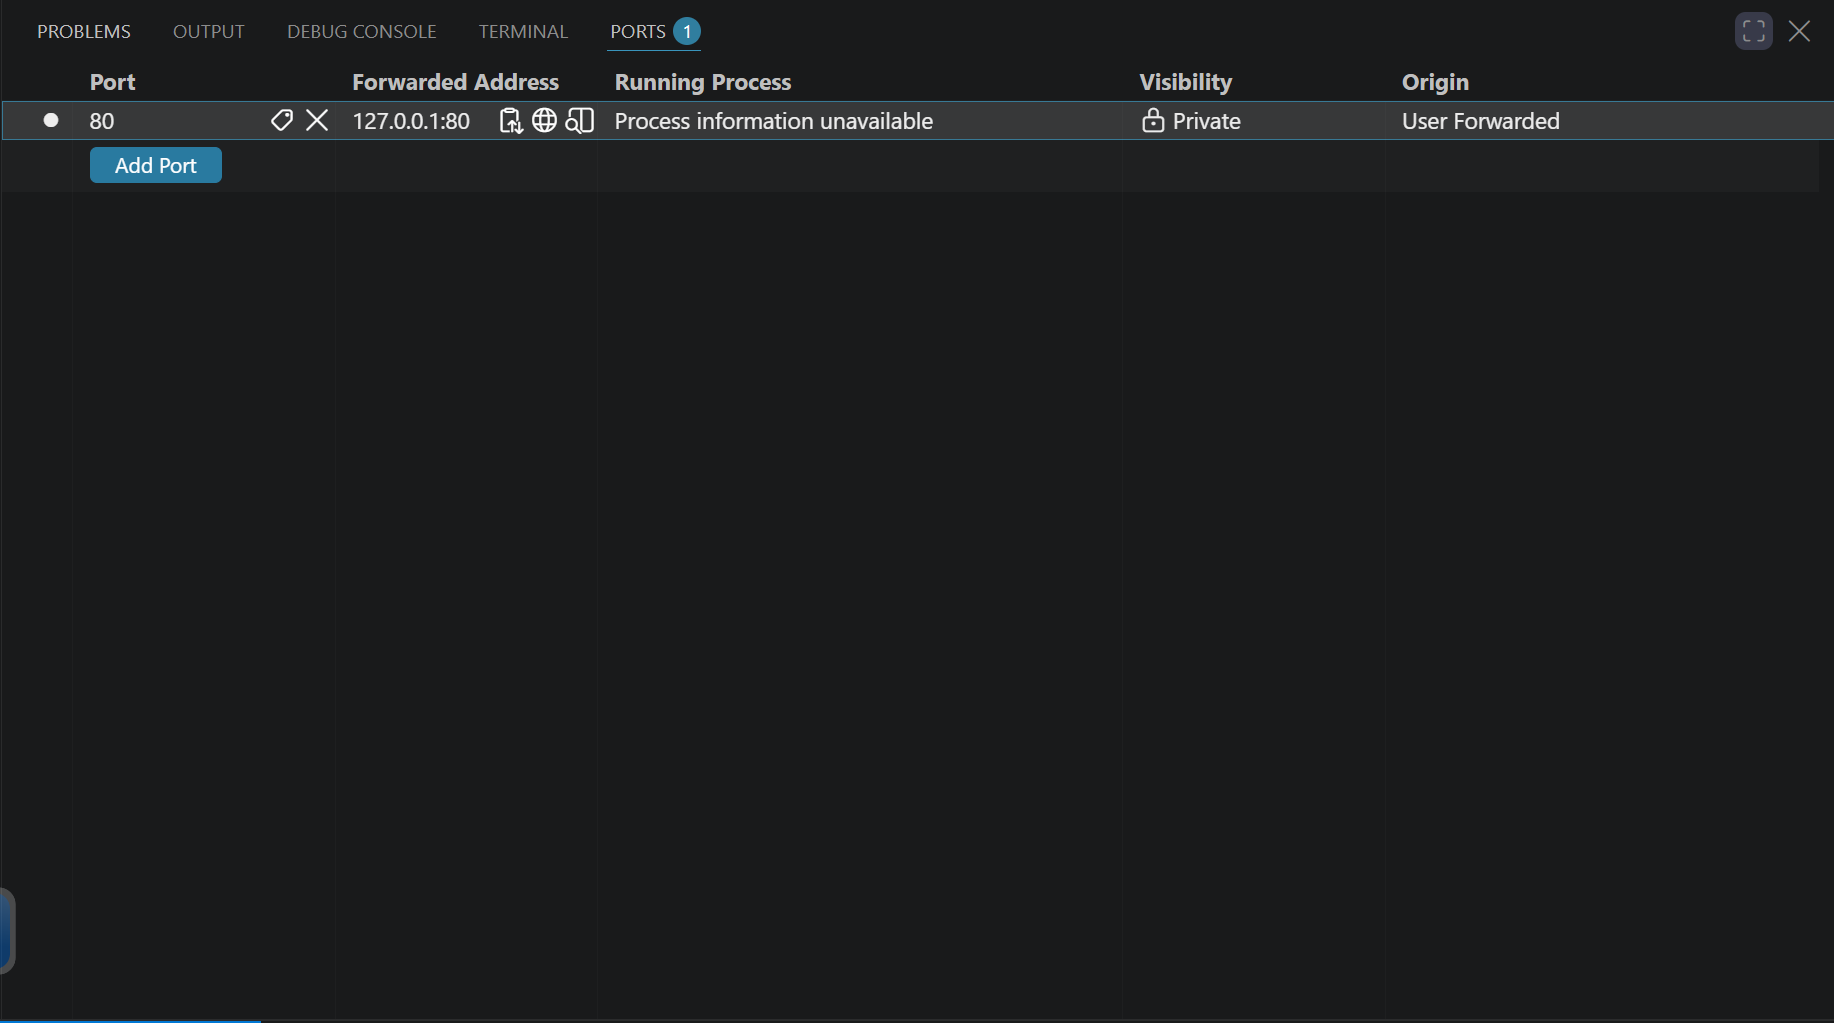 PROBLEMS OUTPUT DEBUG CONSOLE TERMINAL PORTS 1
Port Forwarded Address Running Process Visibility Origin
80 127.0.0.1:80 Process information unavailable Private User Forwarded
Add Port